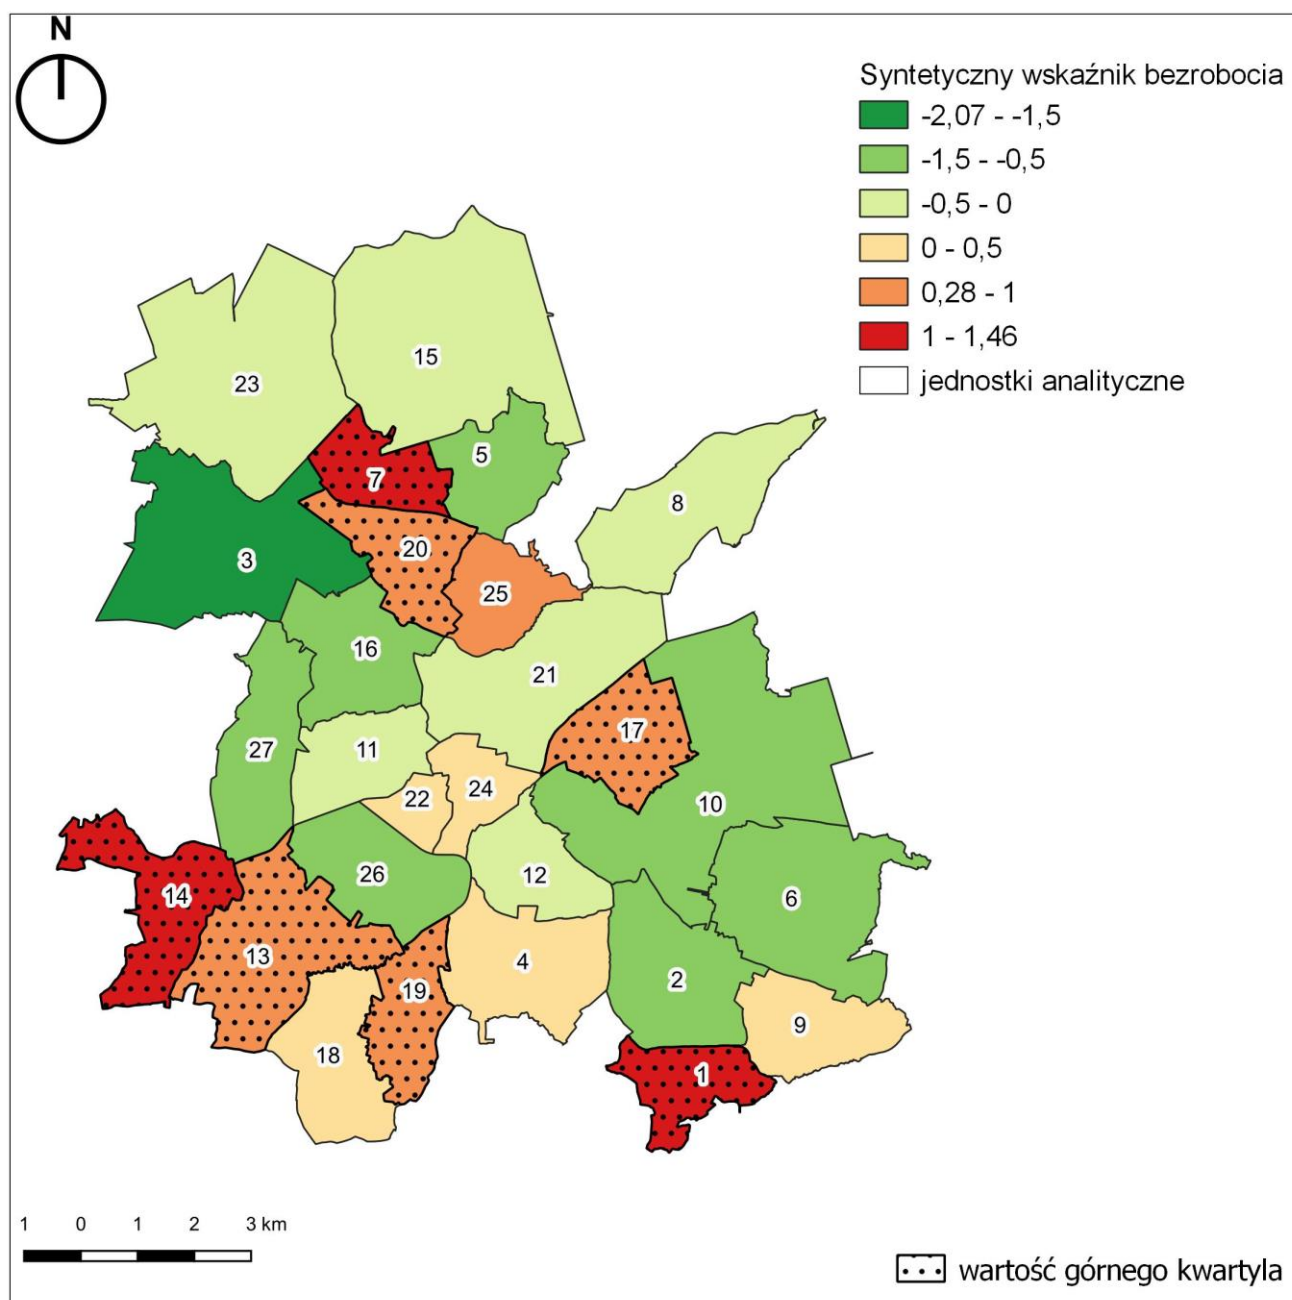 N
Syntetyczny wskaźnik bezrobocia
-2,07 - -1,5
-1,5 - -0,5
-0,5 - 0
0 - 0,5
0,28 - 1
1 - 1,46
jednostki analityczne
15
23
5
7
8
20
3
25
16
21
17
27
11
24
22
10
26
12
14
6
13
4
2
19
9
18
1
1 0 1 2 3 km
wartość górnego kwartyla